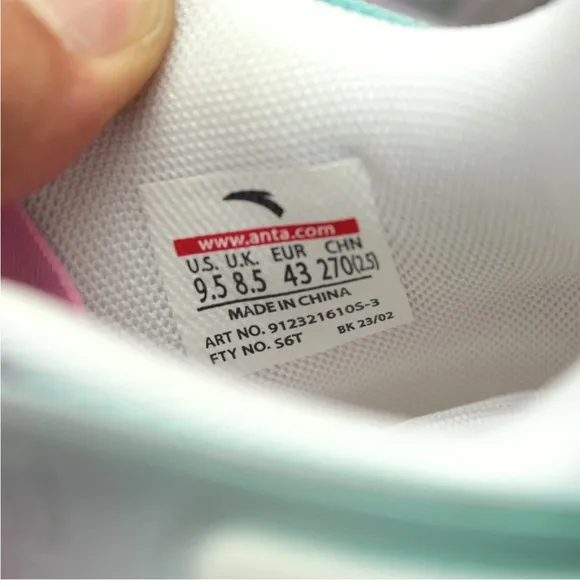 www.anta.com
U.S. U.K. EUR CHN
9.5 8.5 43 270(2.5)
MADE IN CHINA
ART NO. 912321610S-3
FTY NO. S6T BK 23/02